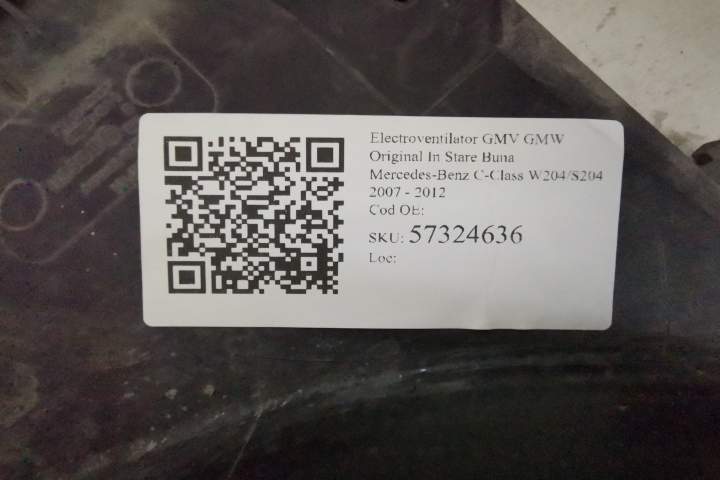 Electroventilator GMV GMW
Original In Stare Buna
Mercedes-Benz C-Class W204/S204
2007 - 2012
Cod OE:
SKU: 57324636
Loc: